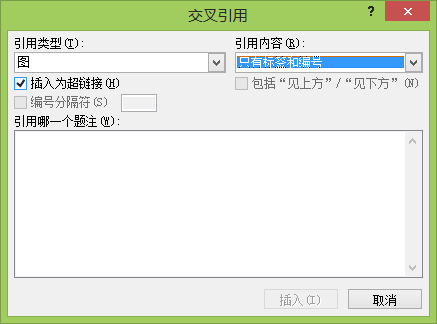 交叉引用
?
引用类型(T):
引用内容(R):
图
只有标签和编号
插入为超链接(H)
包括“见上方”/“见下方”(N)
编号分隔符(S)
引用哪一个题注(W):
插入(I)
取消